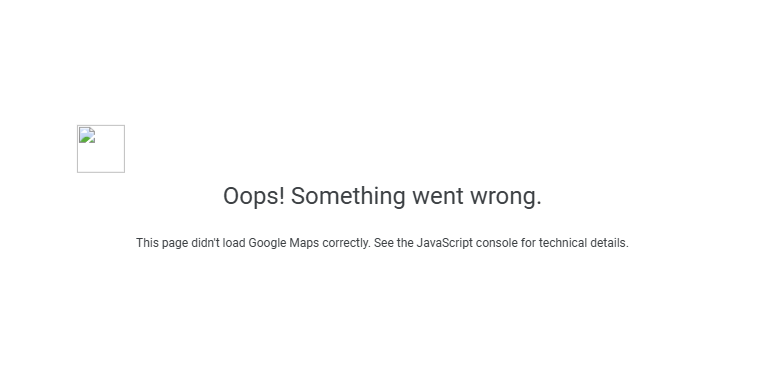 Oops! Something went wrong.
This page didn't load Google Maps correctly. See the JavaScript console for technical details.